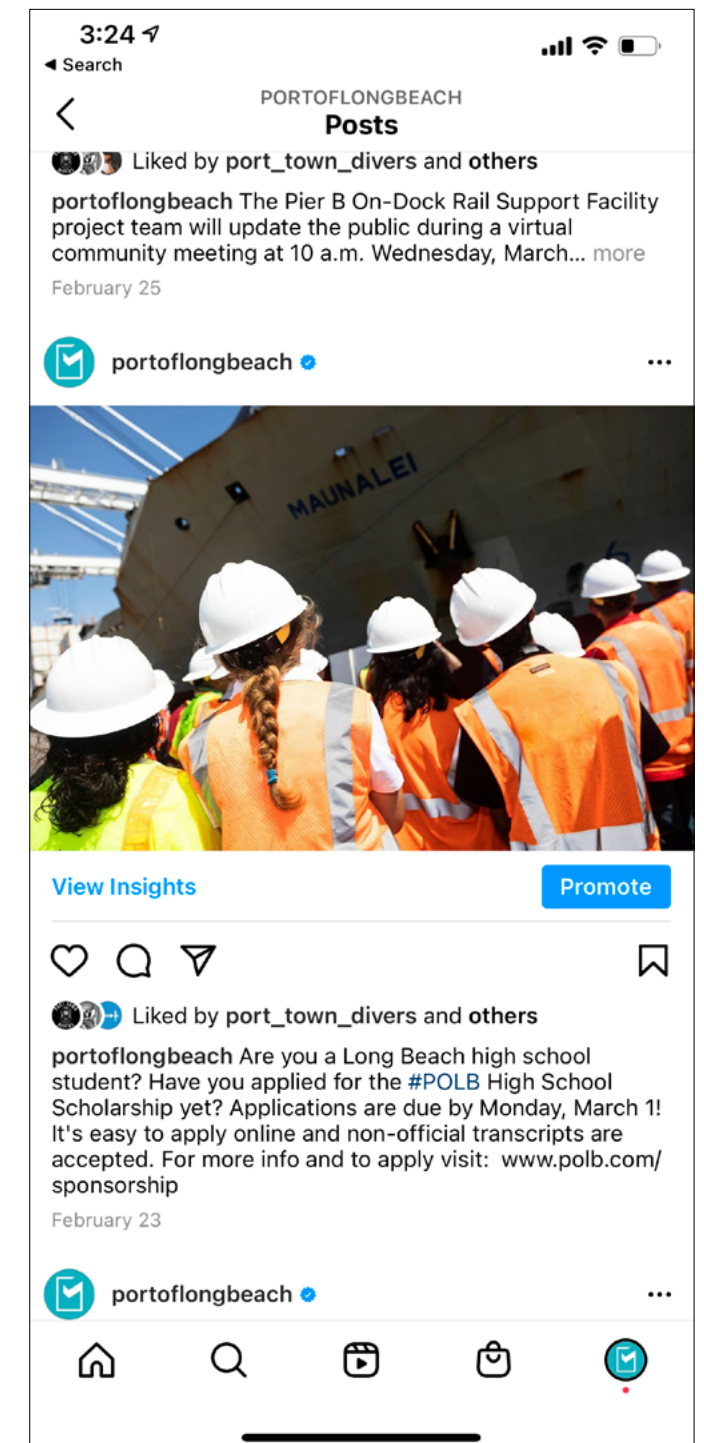 3:24
◀ Search
PORTOFLONGBEACH
Posts
Liked by port_town_divers and others
portoflongbeach The Pier B On-Dock Rail Support Facility
project team will update the public during a virtual
community meeting at 10 a.m. Wednesday, March... more
February 25
portoflongbeach
MAUNALEI
6
View Insights
Promote
Liked by port_town_divers and others
portoflongbeach Are you a Long Beach high school
student? Have you applied for the #POLB High School
Scholarship yet? Applications are due by Monday, March 1!
It's easy to apply online and non-official transcripts are
accepted. For more info and to apply visit:  www.polb.com/
sponsorship
February 23
portoflongbeach